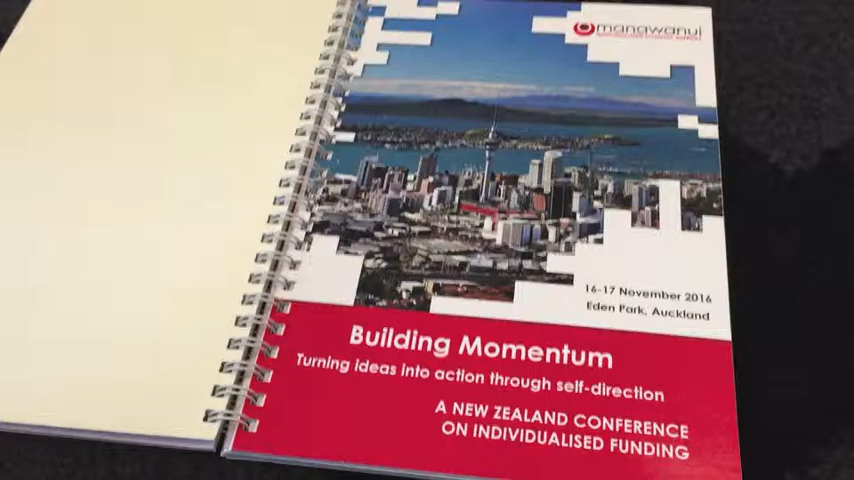 manawanui
16-17 November 2016
Eden Park, Auckland
Building Momentum
Turning ideas into action through self-direction
A NEW ZEALAND CONFERENCE
ON INDIVIDUALISED FUNDING